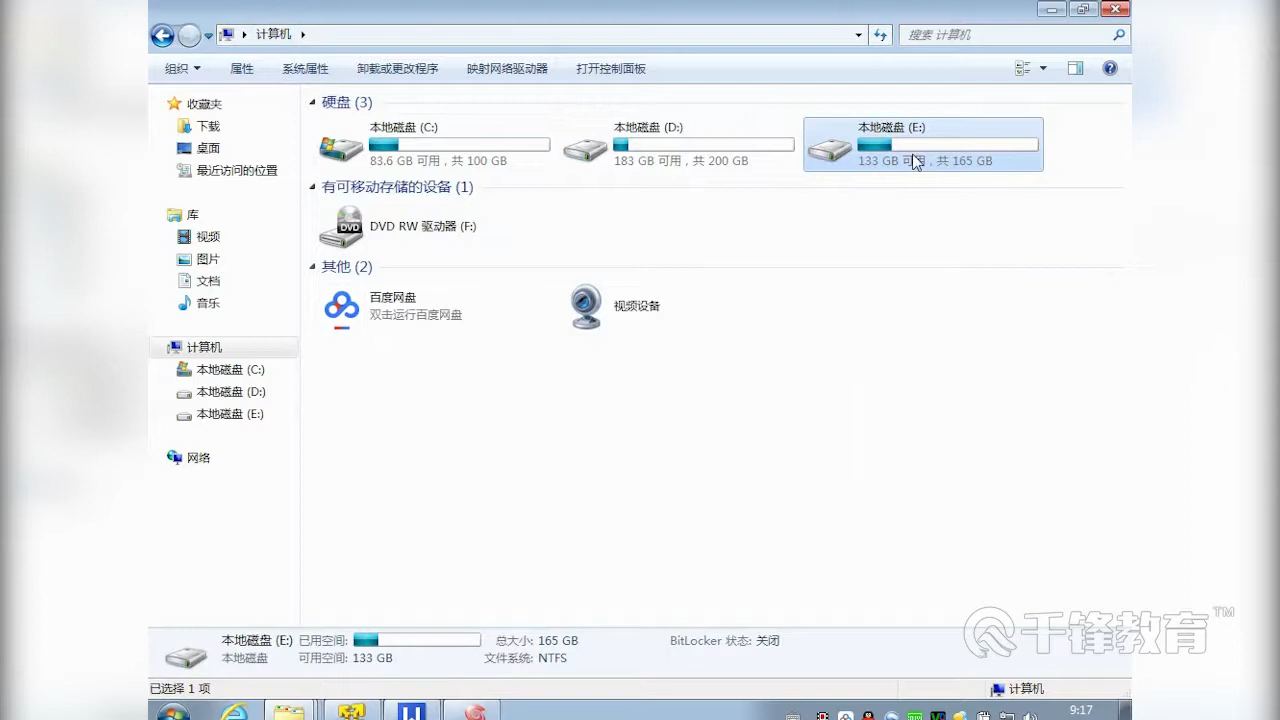 计算机
搜索 计算机
组织 属性 系统属性 卸载或更改程序 映射网络驱动器 打开控制面板
收藏夹
下载
桌面
最近访问的位置
库
视频
图片
文档
音乐
计算机
本地磁盘 (C:)
本地磁盘 (D:)
本地磁盘 (E:)
网络
硬盘 (3)
本地磁盘 (C:)
83.6 GB 可用，共 100 GB
本地磁盘 (D:)
183 GB 可用，共 200 GB
本地磁盘 (E:)
133 GB 可用，共 165 GB
有可移动存储的设备 (1)
DVD
DVD RW 驱动器 (F:)
其他 (2)
百度网盘
双击运行百度网盘
视频设备
本地磁盘 (E:) 已用空间: 总大小: 165 GB BitLocker 状态: 关闭
本地磁盘 可用空间: 133 GB 文件系统: NTFS
千锋教育™
已选择 1 项
计算机
9:17